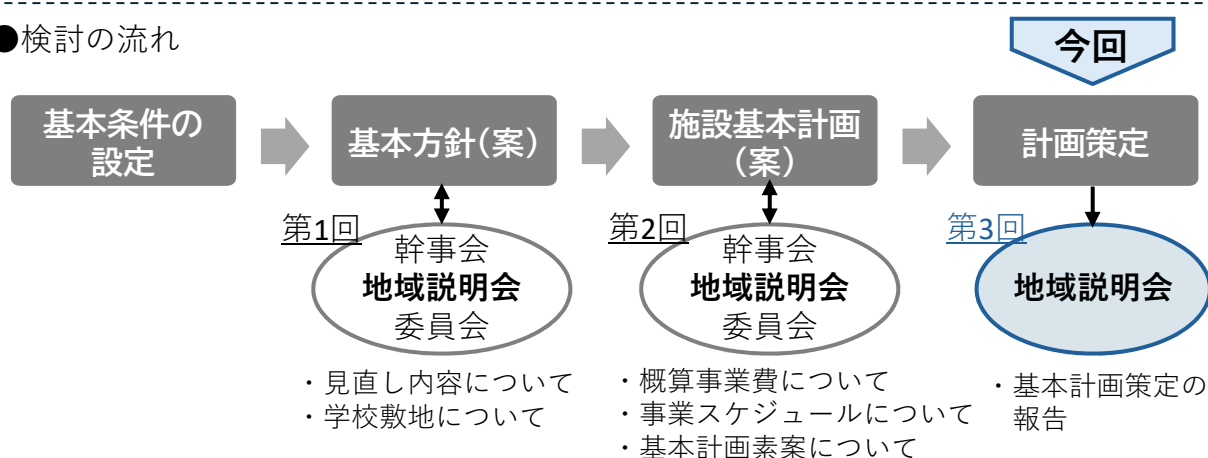 ●検討の流れ
今回
基本条件の
設定
基本方針(案)
施設基本計画
(案)
計画策定
第1回
幹事会
地域説明会
委員会
・見直し内容について
・学校敷地について
第2回
幹事会
地域説明会
委員会
・概算事業費について
・事業スケジュールについて
・基本計画素案について
第3回
地域説明会
・基本計画策定の
報告